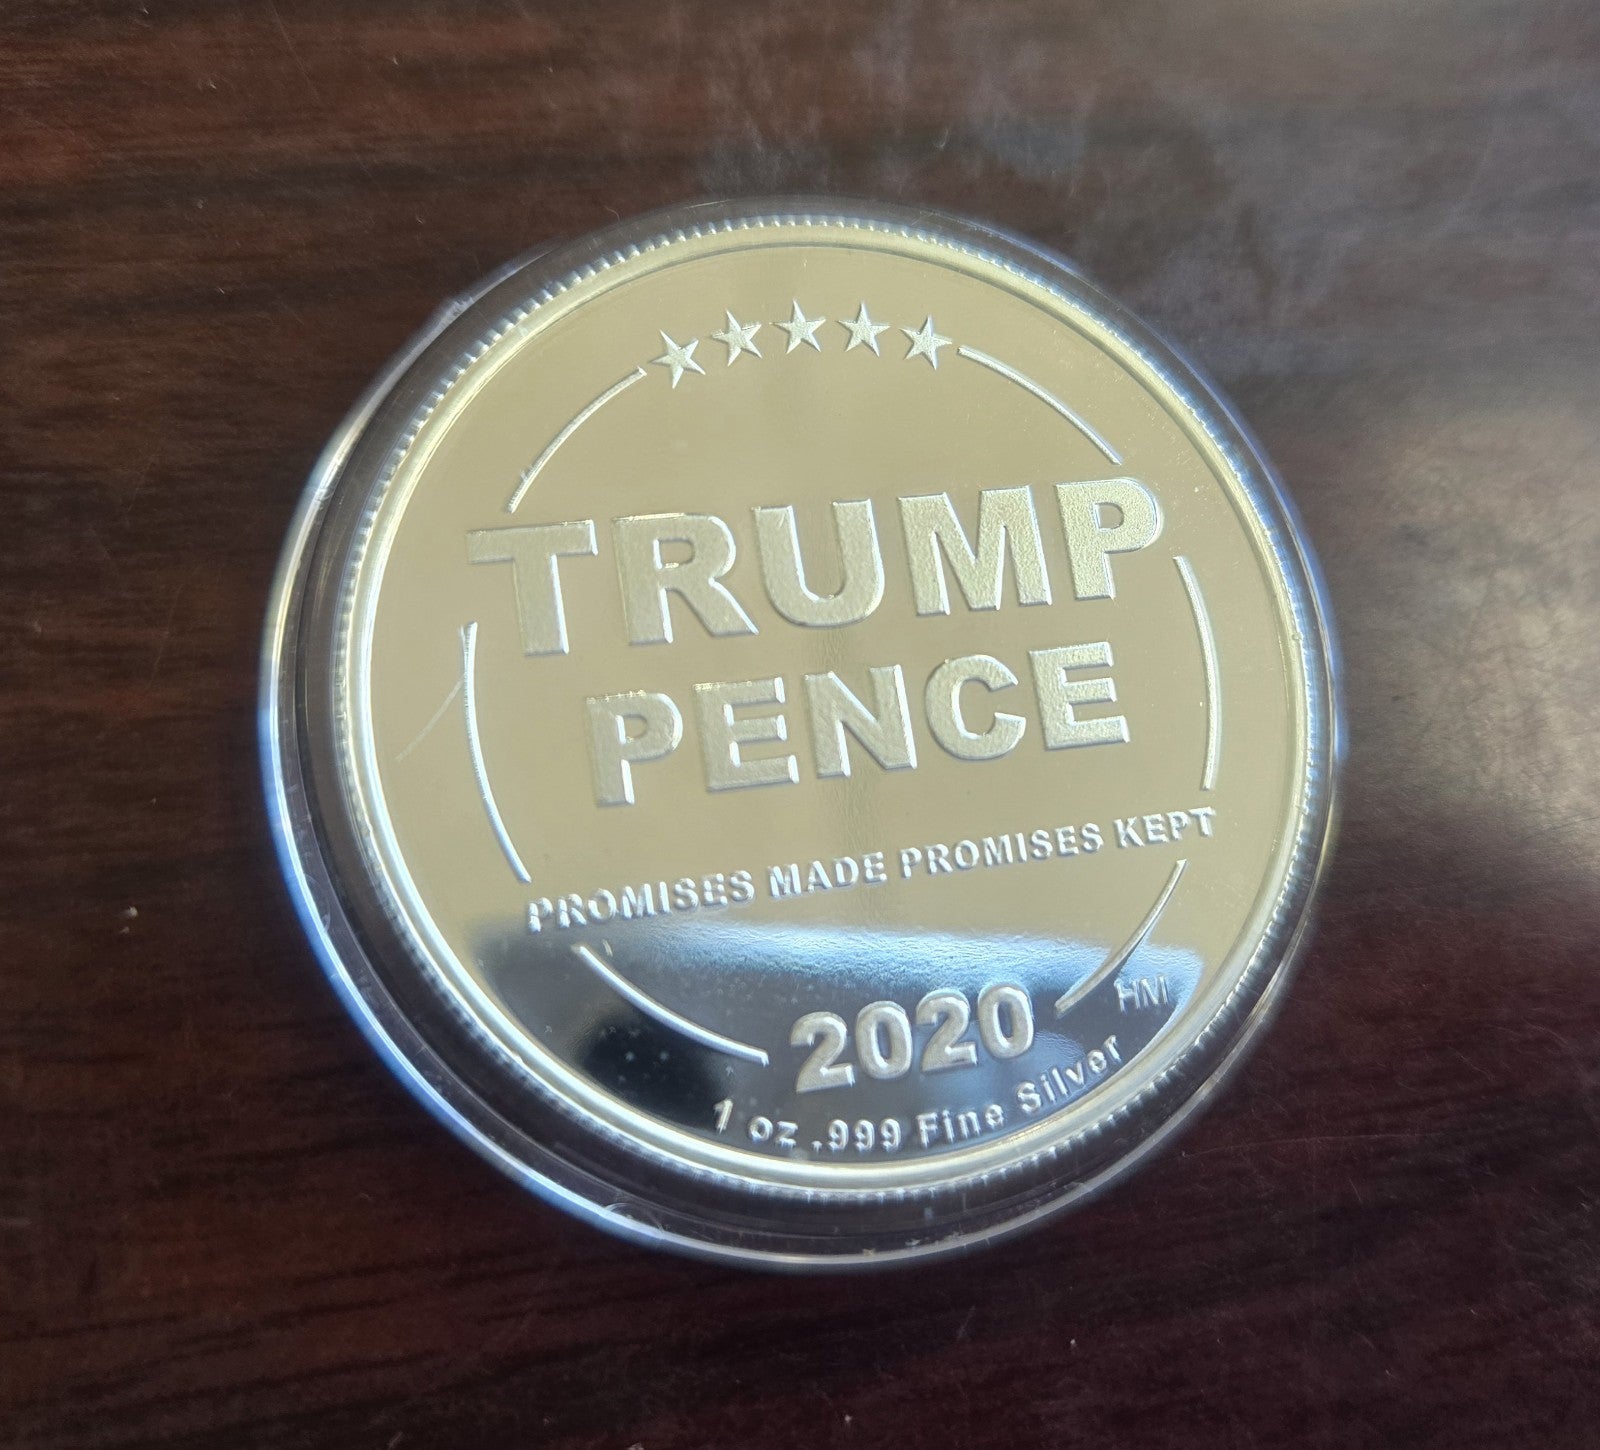 TRUMP
PENCE
PROMISES MADE PROMISES KEPT
2020
HM
1 oz .999 Fine Silver